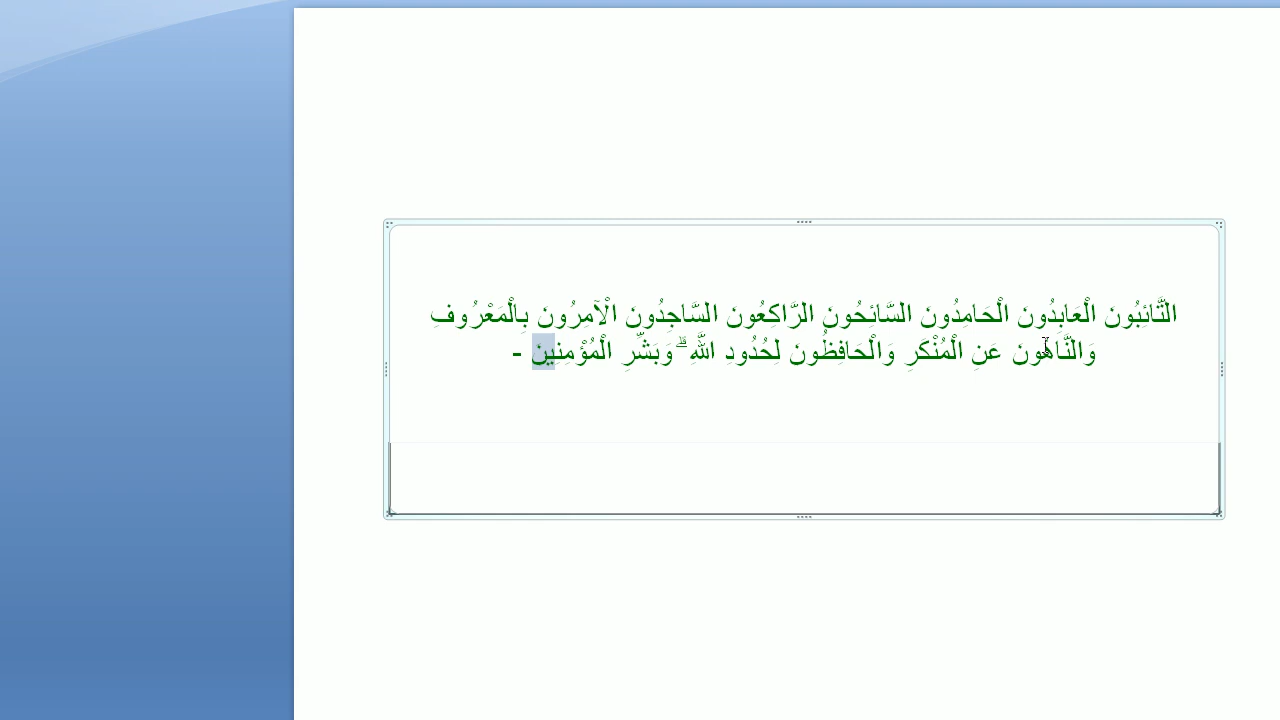 التَّائِبُونَ الْعَابِدُونَ الْحَامِدُونَ السَّائِحُونَ الرَّاكِعُونَ السَّاجِدُونَ الْآمِرُونَ بِالْمَعْرُوفِ
وَالنَّاهُونَ عَنِ الْمُنْكَرِ وَالْحَافِظُونَ لِحُدُودِ اللَّهِ ۗ وَبَشِّرِ الْمُؤْمِنِينَ -